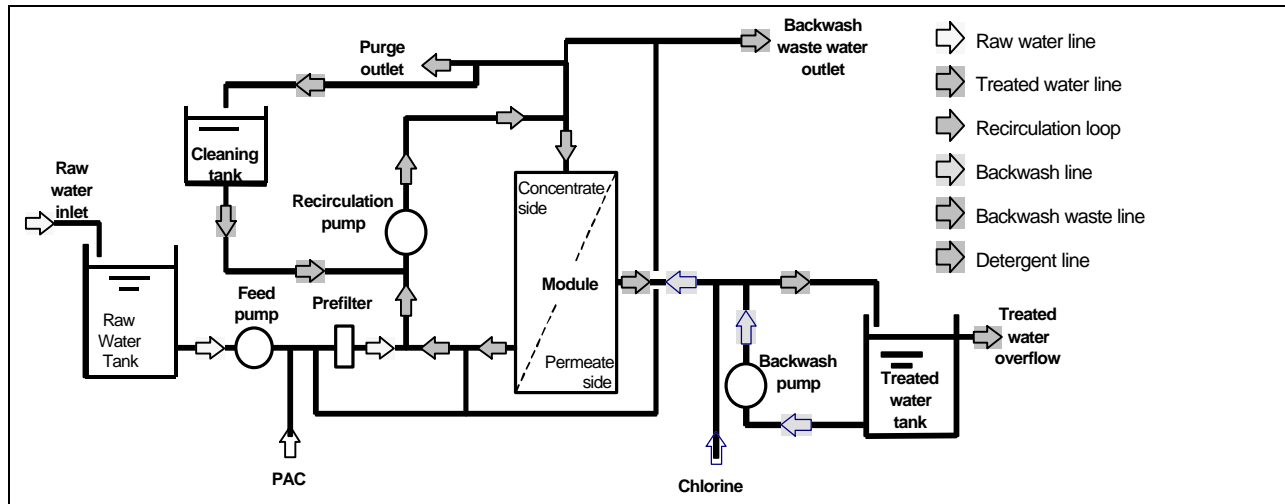 Purge
outlet
Backwash
waste water
outlet
Raw water line
Treated water line
Recirculation loop
Backwash line
Backwash waste line
Detergent line
Cleaning
tank
Raw
water
inlet
Recirculation
pump
Concentrate
side
Module
Permeate
side
Feed
pump
Prefilter
Raw
Water
Tank
PAC
Backwash
pump
Chlorine
Treated
water
tank
Treated
water
overflow